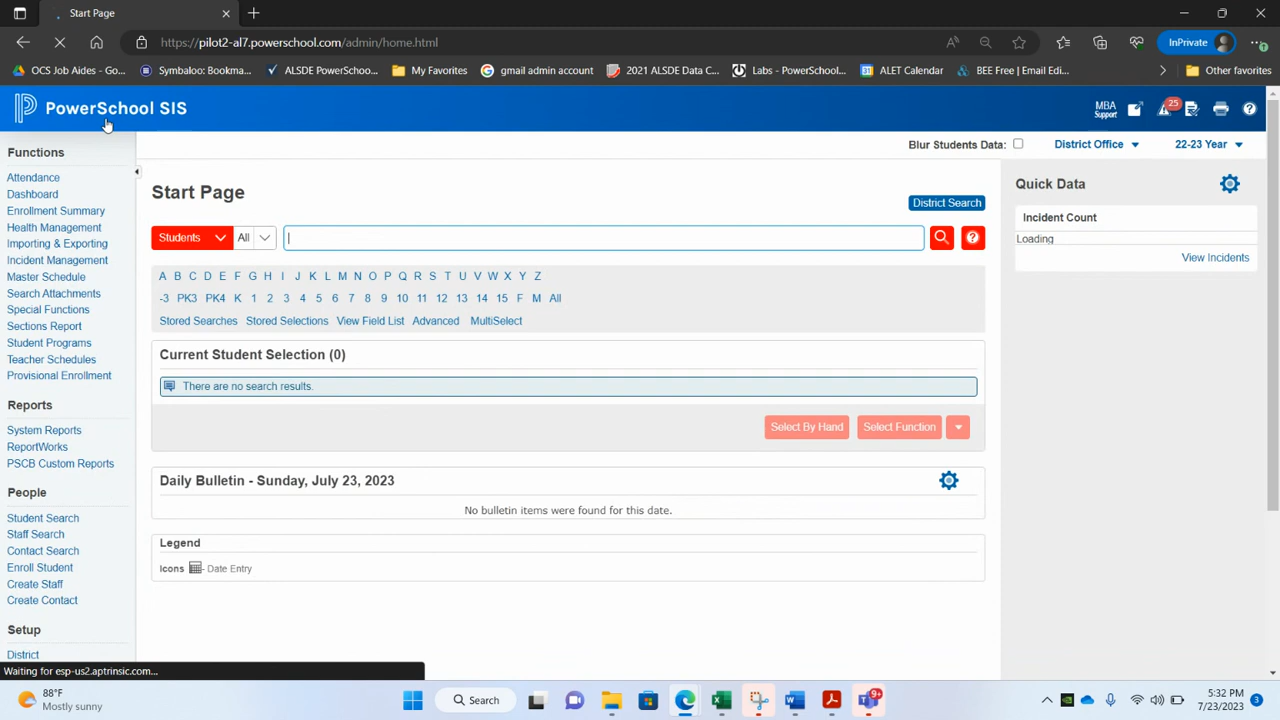 Start Page
https://pilot2-al7.powerschool.com/admin/home.html
InPrivate
OCS Job Aides - Go...
Symbaloo: Bookma...
ALSDE PowerSchoo...
My Favorites
gmail admin account
2021 ALSDE Data C...
Labs - PowerSchool...
ALET Calendar
BEE Free | Email Edi...
Other favorites
PowerSchool SIS
MBA
Support
25
Blur Students Data:
District Office
22-23 Year
Functions
Attendance
Dashboard
Enrollment Summary
Health Management
Importing & Exporting
Incident Management
Master Schedule
Search Attachments
Special Functions
Sections Report
Student Programs
Teacher Schedules
Provisional Enrollment
Reports
System Reports
ReportWorks
PSCB Custom Reports
People
Student Search
Staff Search
Contact Search
Enroll Student
Create Staff
Create Contact
Setup
District
Start Page
District Search
Students
All
A B C D E F G H I J K L M N O P Q R S T U V W X Y Z
-3 PK3 PK4 K 1 2 3 4 5 6 7 8 9 10 11 12 13 14 15 F M All
Stored Searches Stored Selections View Field List Advanced MultiSelect
Current Student Selection (0)
There are no search results.
Select By Hand
Select Function
Daily Bulletin - Sunday, July 23, 2023
No bulletin items were found for this date.
Legend
Icons - Date Entry
Quick Data
Incident Count
Loading
View Incidents
Waiting for esp-us2.aptrinsic.com...
88°F
Mostly sunny
Search
9+
5:32 PM
7/23/2023
3